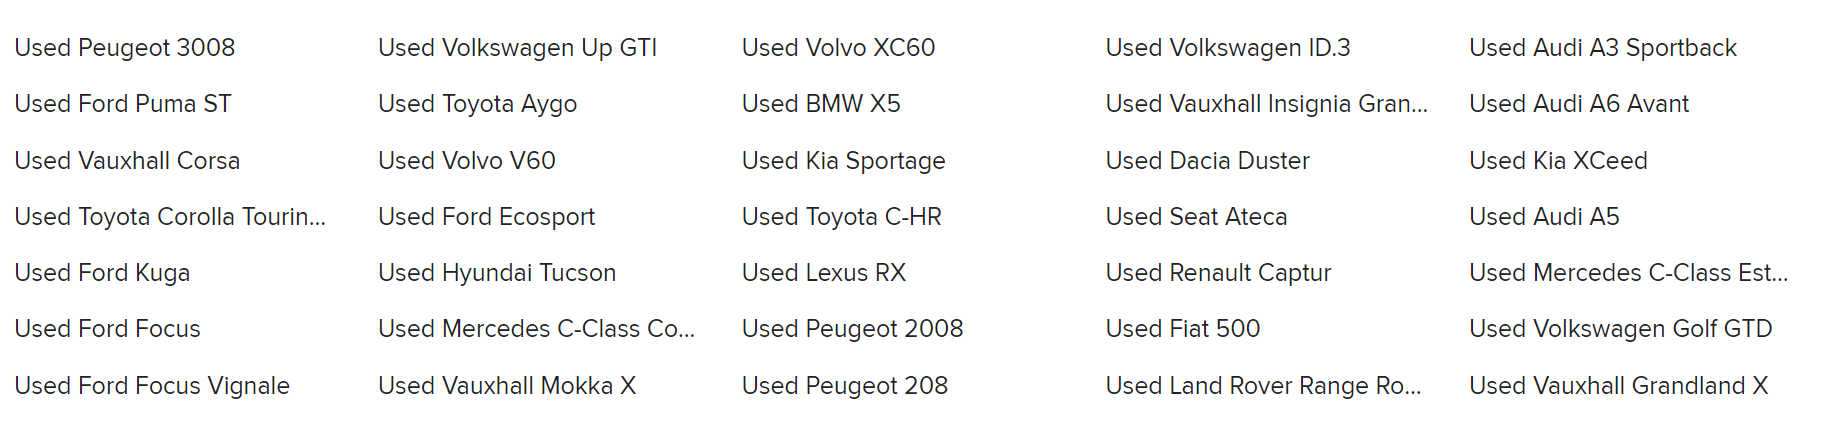 Used Peugeot 3008
Used Ford Puma ST
Used Vauxhall Corsa
Used Toyota Corolla Tourin...
Used Ford Kuga
Used Ford Focus
Used Ford Focus Vignale
Used Volkswagen Up GTI
Used Toyota Aygo
Used Volvo V60
Used Ford Ecosport
Used Hyundai Tucson
Used Mercedes C-Class Co...
Used Vauxhall Mokka X
Used Volvo XC60
Used BMW X5
Used Kia Sportage
Used Toyota C-HR
Used Lexus RX
Used Peugeot 2008
Used Peugeot 208
Used Volkswagen ID.3
Used Vauxhall Insignia Gran...
Used Dacia Duster
Used Seat Ateca
Used Renault Captur
Used Fiat 500
Used Land Rover Range Ro...
Used Audi A3 Sportback
Used Audi A6 Avant
Used Kia XCeed
Used Audi A5
Used Mercedes C-Class Est...
Used Volkswagen Golf GTD
Used Vauxhall Grandland X